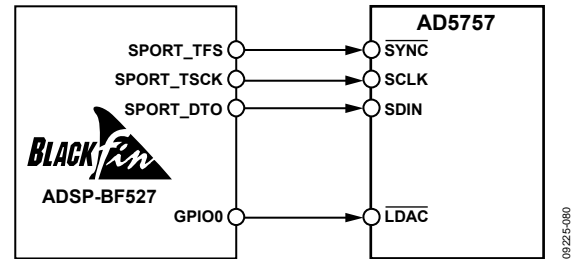 AD5757
SPORT_TFS SYNC
SPORT_TSCK SCLK
SPORT_DTO SDIN
BLACKfin
ADSP-BF527
GPIO0 LDAC
09225-080